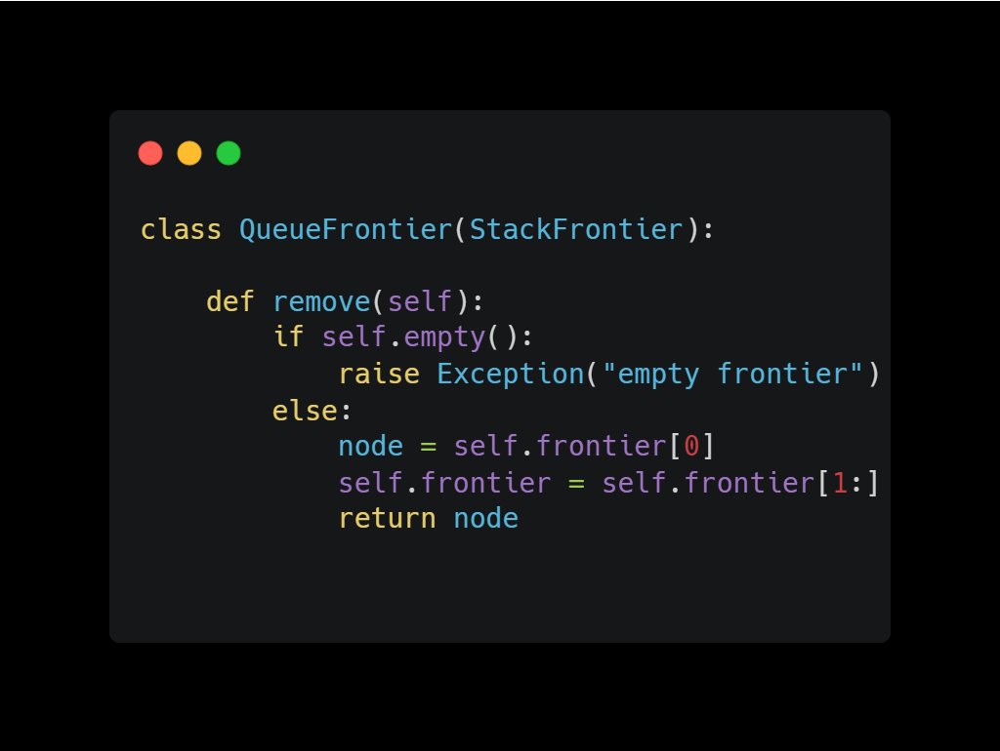 class QueueFrontier(StackFrontier):
    def remove(self):
        if self.empty():
            raise Exception("empty frontier")
        else:
            node = self.frontier[0]
            self.frontier = self.frontier[1:]
            return node